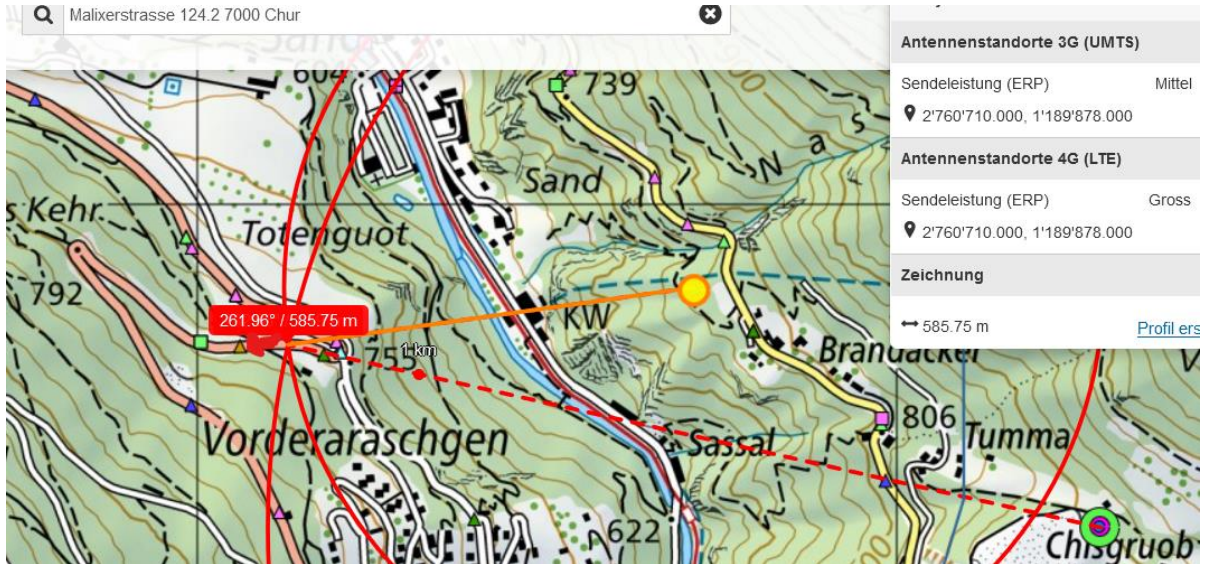 Malixerstrasse 124.2 7000 Chur
Antennenstandorte 3G (UMTS)
Sendeleistung (ERP) Mittel
2'760'710.000, 1'189'878.000
Antennenstandorte 4G (LTE)
Sendeleistung (ERP) Gross
2'760'710.000, 1'189'878.000
Zeichnung
585.75 m Profil ers
604
739
Sand
N a s
s Kehr
Totenguot
792
261.96° / 585.75 m
KW
755
1 km
Brandacker
Vorderaraschgen
Sassal
806
Tumma
622
Chisgruob